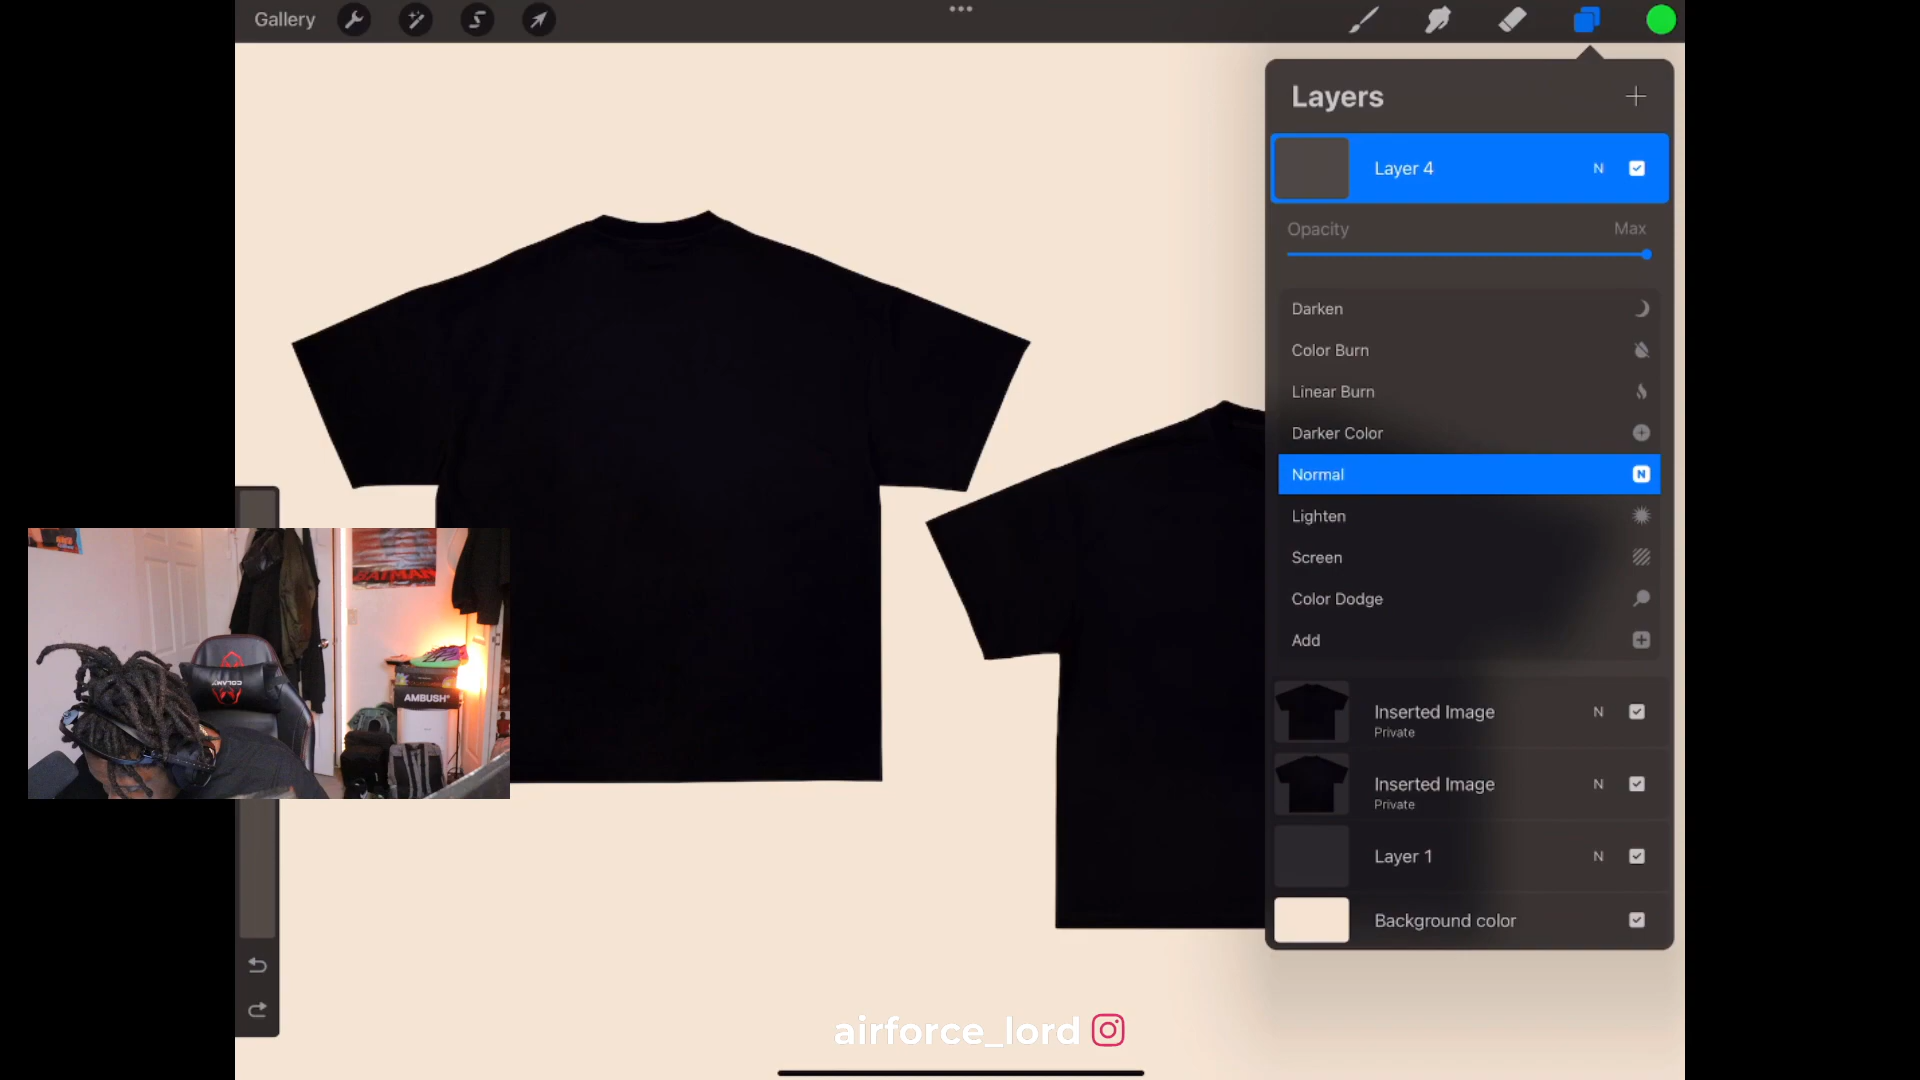 Gallery
Layers
Layer 4 N
Opacity Max
Darken
Color Burn
Linear Burn
Darker Color
Normal N
Lighten
Screen
Color Dodge
Add
Inserted Image N
Private
Inserted Image N
Private
Layer 1 N
Background color
BATMAN
AMBUSH*
airforce_lord